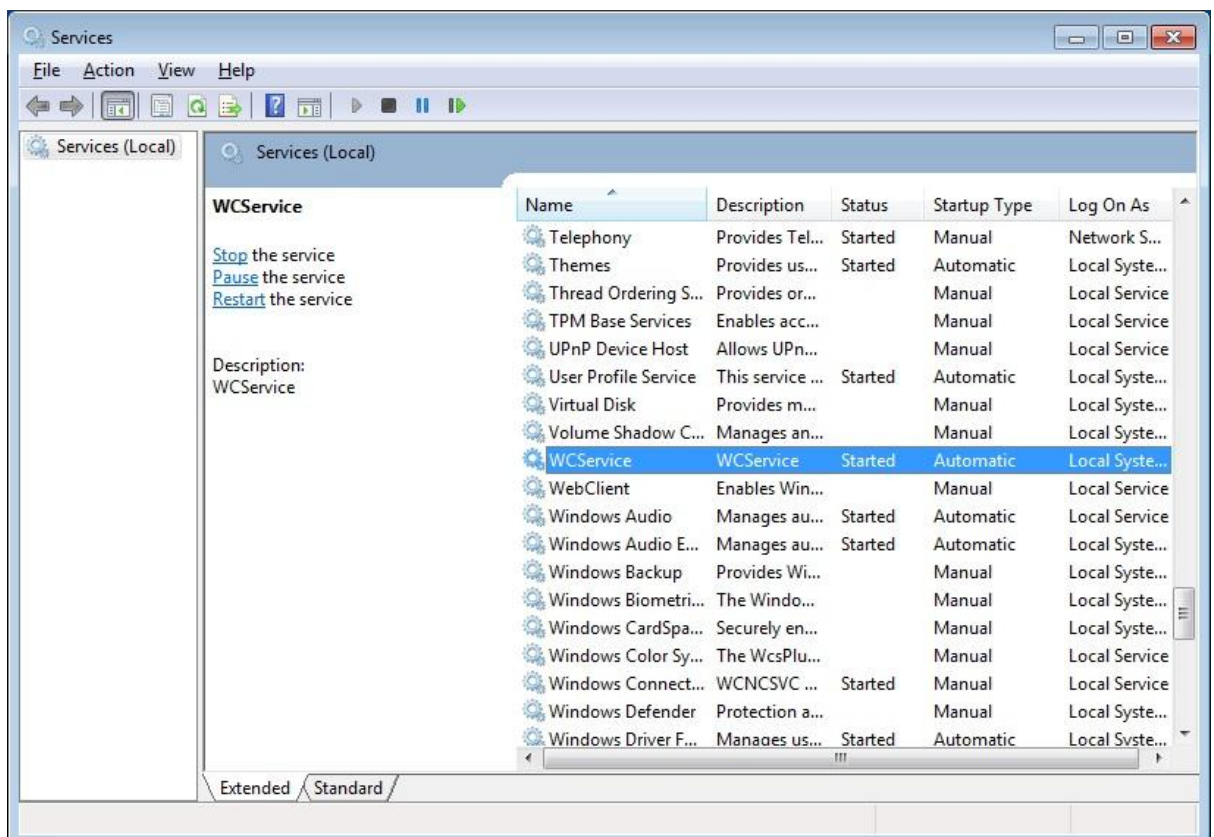 Services
File Action View Help
Services (Local)
Services (Local)
WCService
Stop the service
Pause the service
Restart the service
Description:
WCService
Name Description Status Startup Type Log On As
Telephony Provides Tel... Started Manual Network S...
Themes Provides us... Started Automatic Local Syste...
Thread Ordering S... Provides or... Manual Local Service
TPM Base Services Enables acc... Manual Local Service
UPnP Device Host Allows UPn... Manual Local Service
User Profile Service This service ... Started Automatic Local Syste...
Virtual Disk Provides m... Manual Local Syste...
Volume Shadow C... Manages an... Manual Local Syste...
WCService WCService Started Automatic Local Syste...
WebClient Enables Win... Manual Local Service
Windows Audio Manages au... Started Automatic Local Service
Windows Audio E... Manages au... Started Automatic Local Syste...
Windows Backup Provides Wi... Manual Local Syste...
Windows Biometri... The Windo... Manual Local Syste...
Windows CardSpa... Securely en... Manual Local Syste...
Windows Color Sy... The WcsPlu... Manual Local Service
Windows Connect... WCNCSVC ... Started Manual Local Service
Windows Defender Protection a... Manual Local Syste...
Windows Driver F... Manages us... Started Automatic Local Syste...
Extended Standard